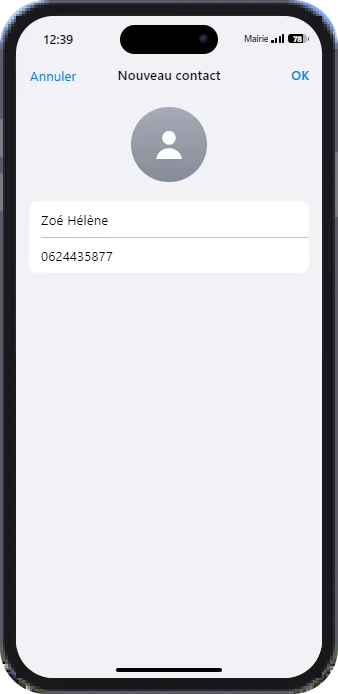 12:39
Mairie
78
Annuler
Nouveau contact
OK
Zoé Hélène
0624435877